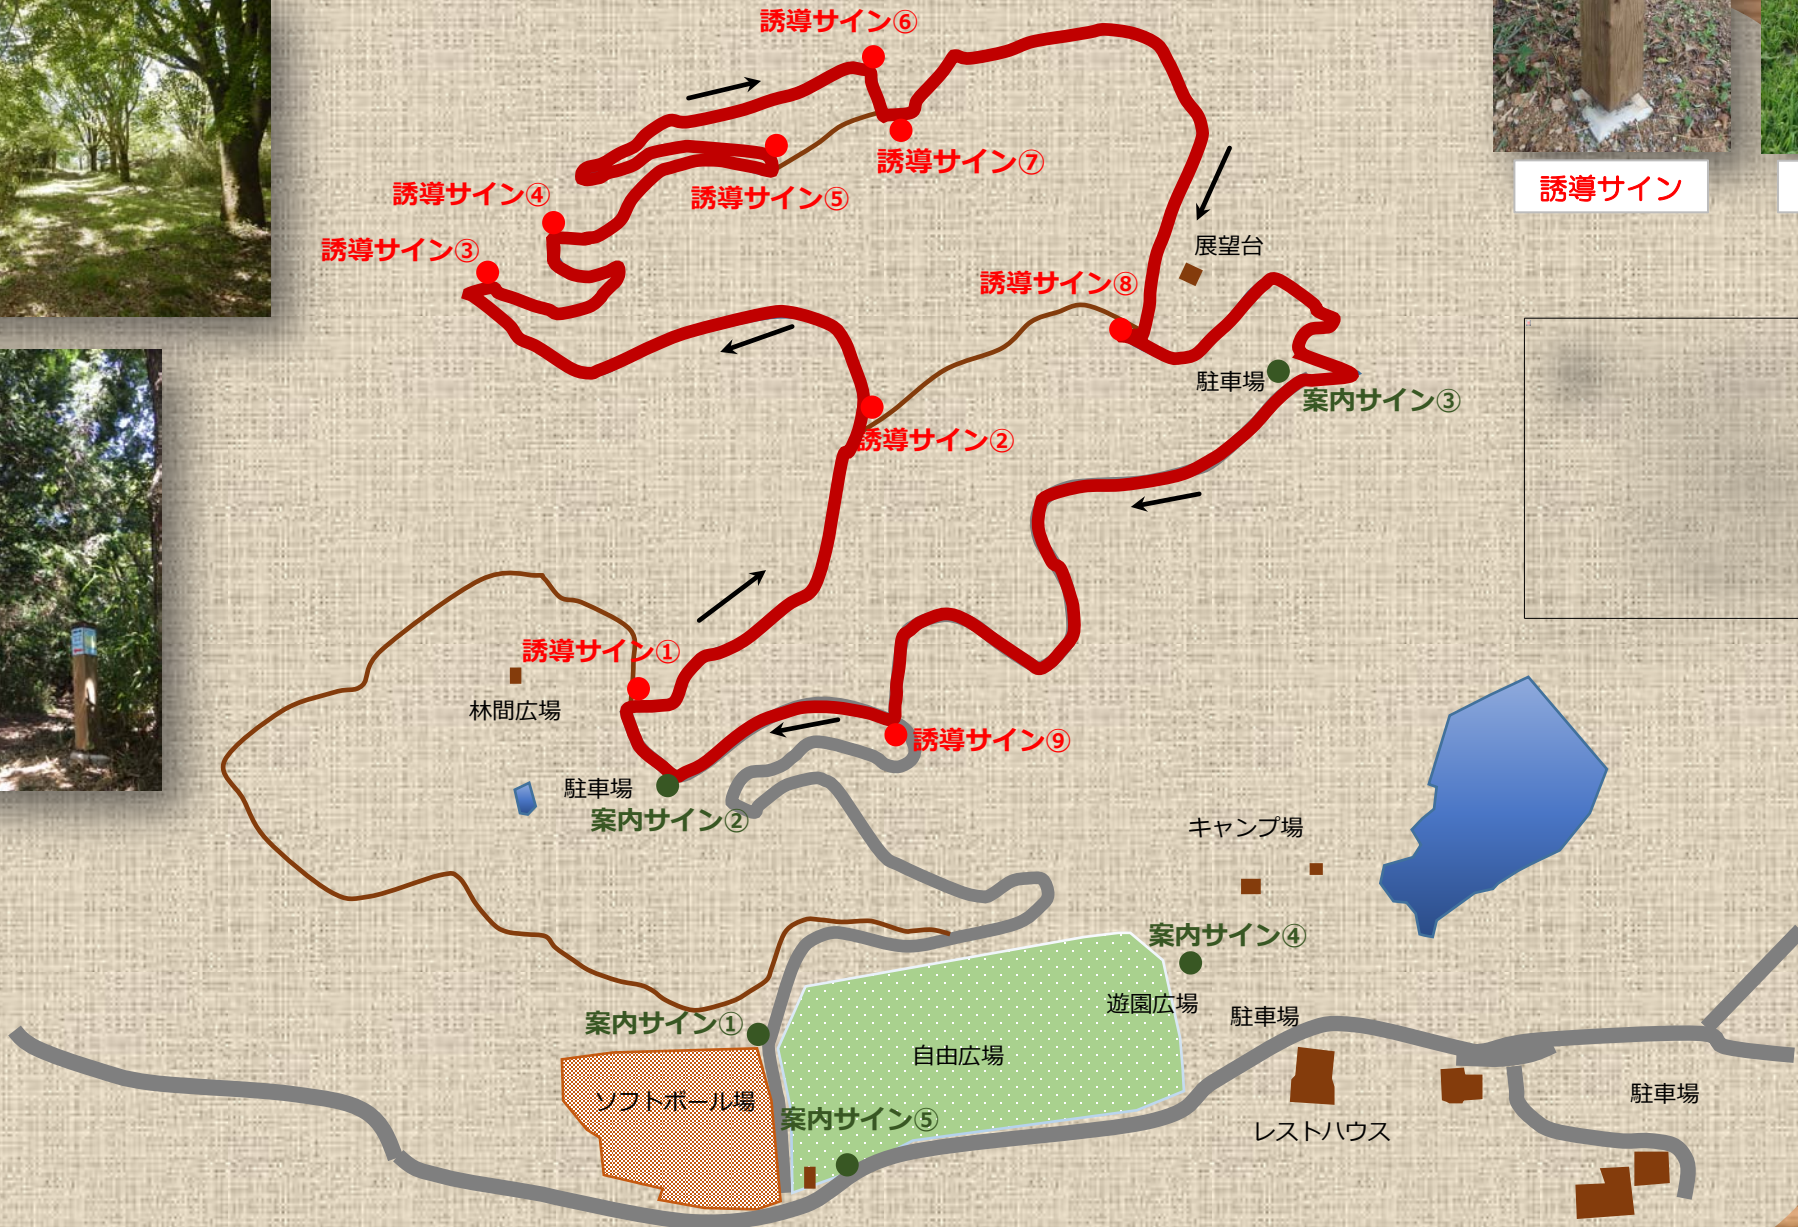 誘導サイン⑥
誘導サイン⑦
誘導サイン④
誘導サイン⑤
誘導サイン
誘導サイン③
展望台
誘導サイン⑧
駐車場
案内サイン③
誘導サイン②
誘導サイン①
林間広場
誘導サイン⑨
駐車場
案内サイン②
キャンプ場
案内サイン④
遊園広場
駐車場
案内サイン①
自由広場
ソフトボール場
駐車場
案内サイン⑤
レストハウス